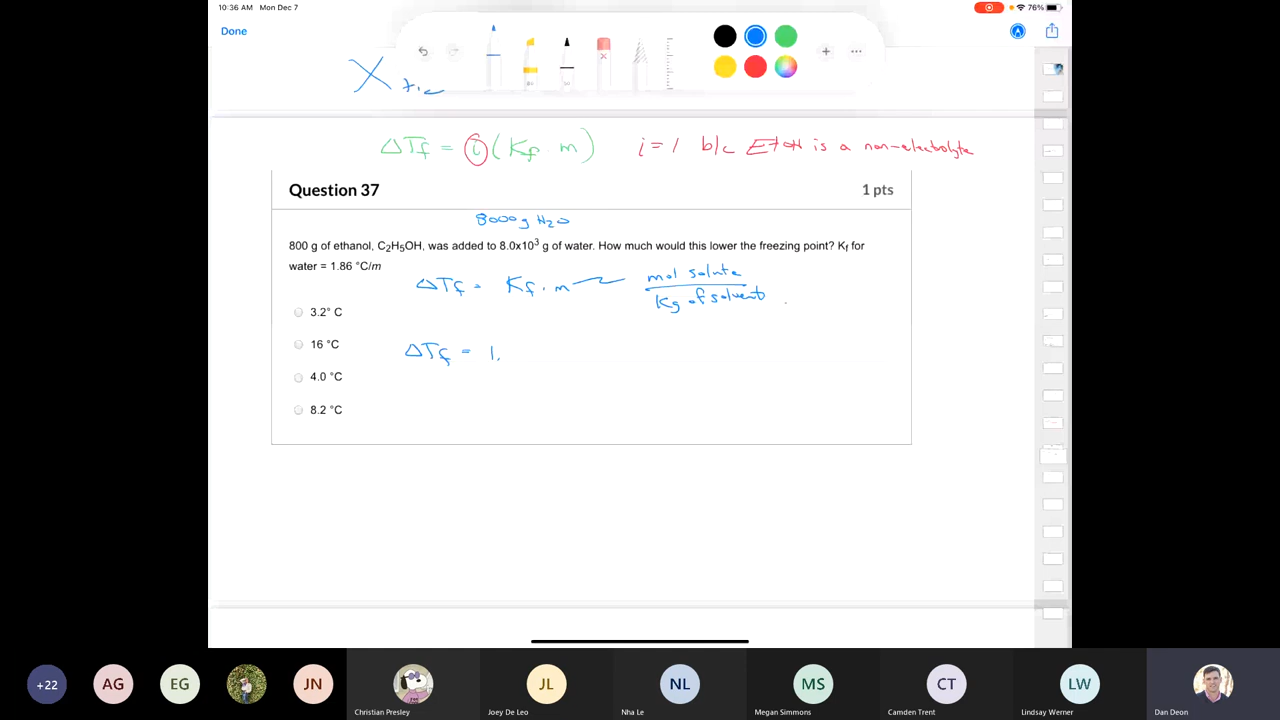 10:36 AM Mon Dec 7
76%
Done
X
ΔTf = i (Kf · m) i = 1 b/c EtOH is a non-electrolyte
Question 37
1 pts
8000g H2O
800 g of ethanol, C2H5OH, was added to 8.0x10³ g of water. How much would this lower the freezing point? Kf for
water = 1.86 °C/m
ΔTf = Kf · m
mol solute
Kg of solvent
3.2° C
16 °C
ΔTf = 1.
4.0 °C
8.2 °C
+22 AG EG JN JL NL MS CT LW
Christian Presley Joey De Leo Nha Le Megan Simmons Camden Tarrant Lindsay Werner Dan Deon